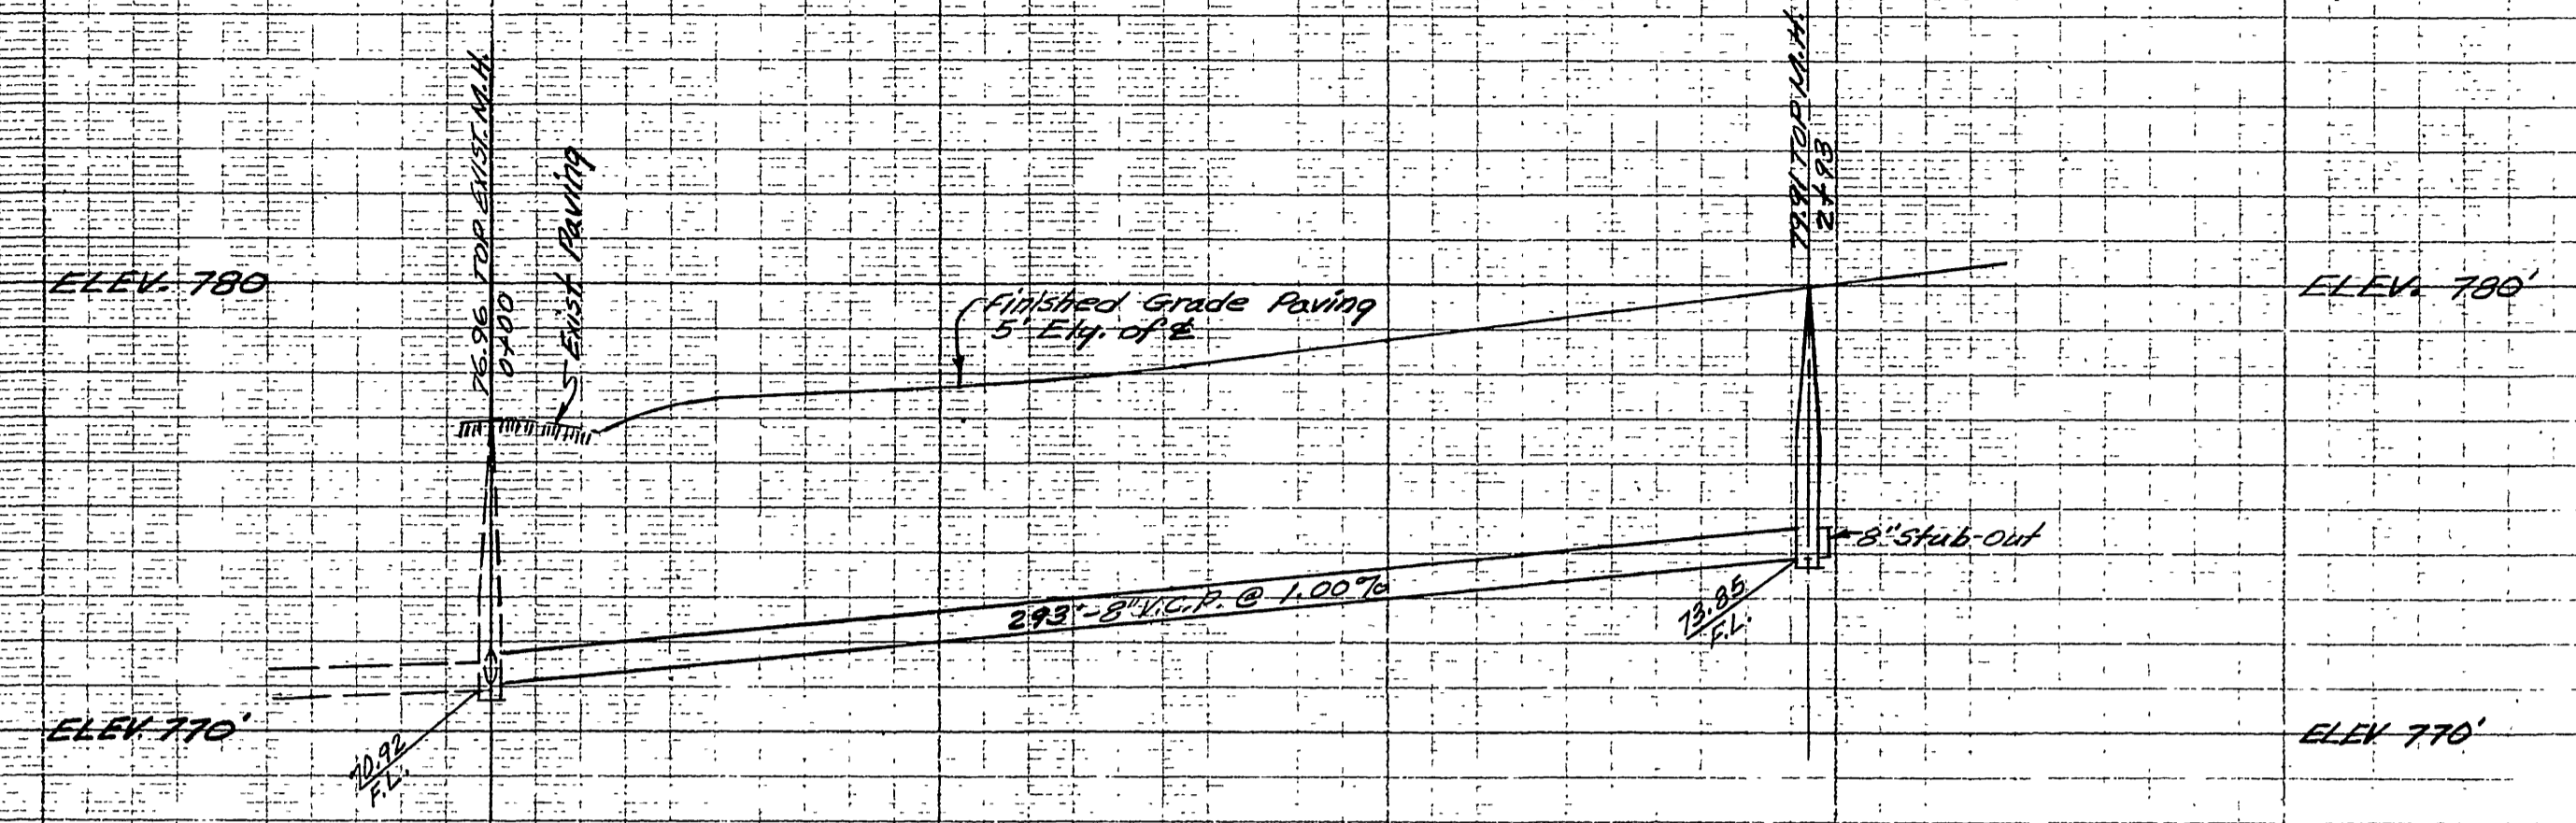 76.96 TOP EXIST. M.H.
0+00
Exist. Paving
79.91 TOP M.H.
2+93
ELEV. 780
Finished Grade Paving
5' Ely. of ℄
ELEV. 780'
8" Stub-Out
293'-8" V.C.P. @ 1.00%
73.85
F.L.
ELEV. 770'
70.92
F.L.
ELEV 770'